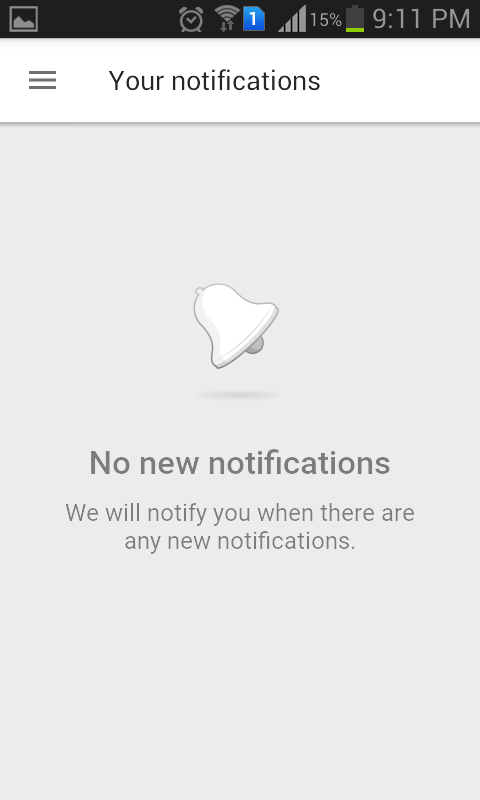 1 15% 9:11 PM
Your notifications
No new notifications
We will notify you when there are
any new notifications.